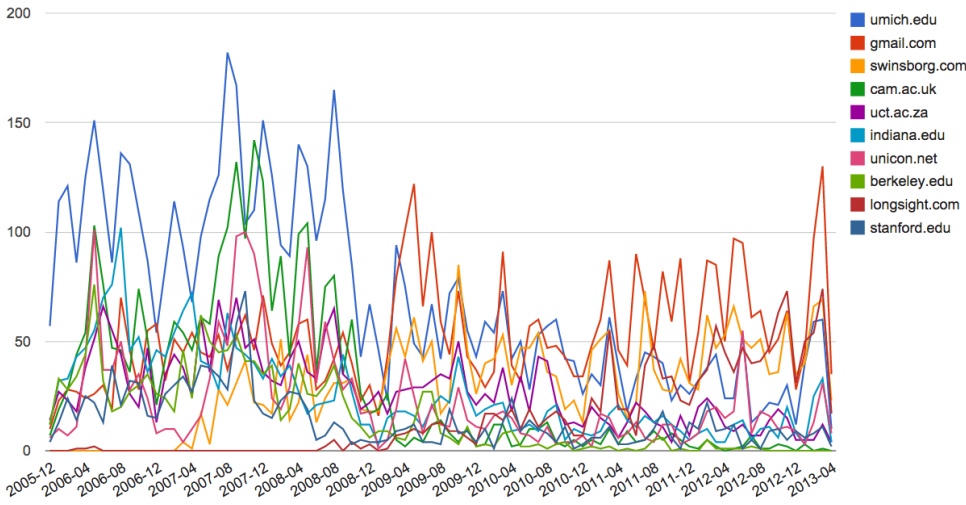 200
150
100
50
0
2005-12
2006-04
2006-08
2006-12
2007-04
2007-08
2007-12
2008-04
2008-08
2008-12
2009-04
2009-08
2009-12
2010-04
2010-08
2010-12
2011-04
2011-08
2011-12
2012-04
2012-08
2012-12
2013-04
umich.edu
gmail.com
swinsborg.com
cam.ac.uk
uct.ac.za
indiana.edu
unicon.net
berkeley.edu
longsight.com
stanford.edu